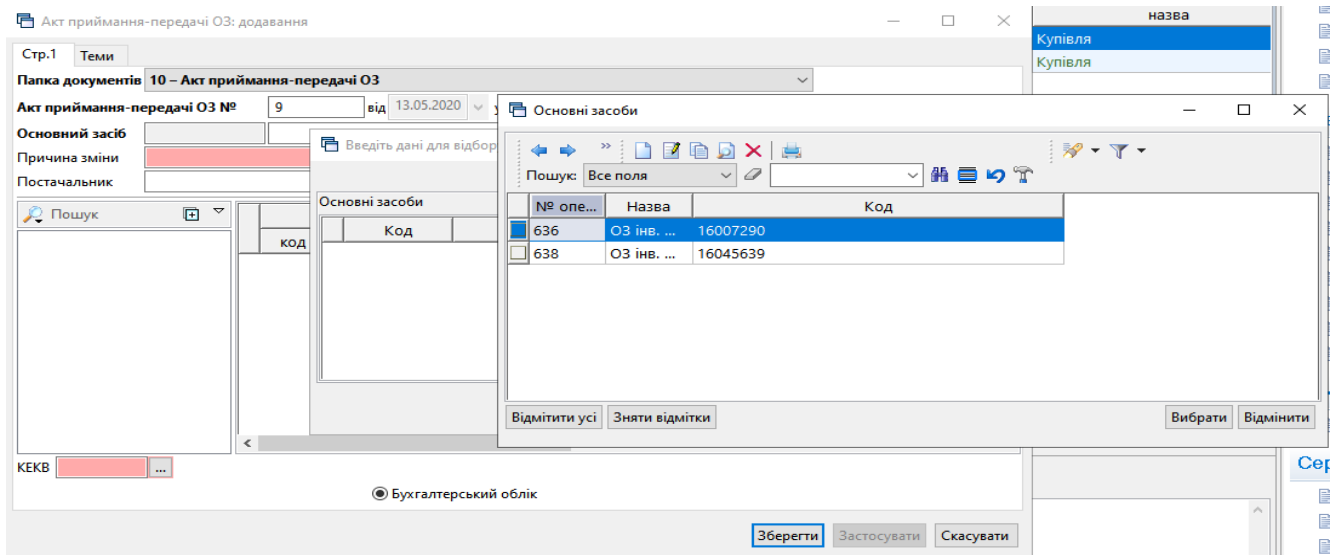 Акт приймання-передачі ОЗ: додавання
назва
Стр.1 Теми
Купівля
Купівля
Папка документів 10 – Акт приймання-передачі ОЗ
Акт приймання-передачі ОЗ № 9 від 13.05.2020
Основні засоби
Основний засіб
Введіть дані для відбор
Причина зміни
Постачальник
Пошук: Все поля
Пошук
Основні засоби
№ опе... Назва Код
код
Код
636 ОЗ інв. ... 16007290
638 ОЗ інв. ... 16045639
Відмітити усі Зняти відмітки Вибрати Відмінити
КЕКВ ...
Сер
Бухгалтерський облік
Зберегти Застосувати Скасувати